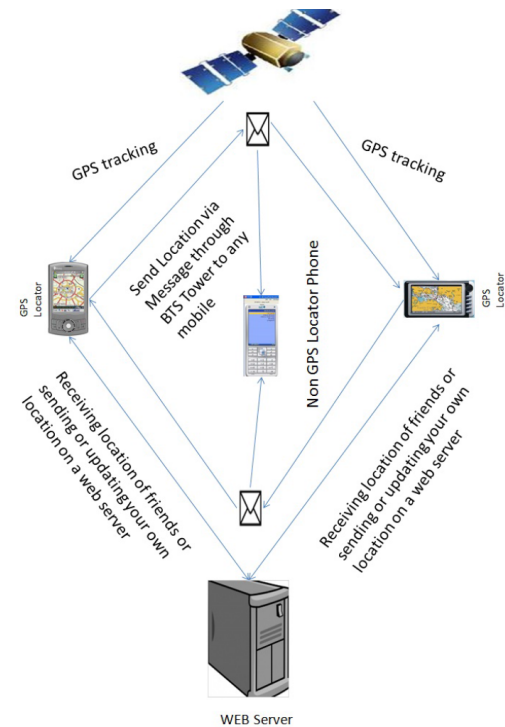 GPS tracking
GPS tracking
Send Location via
Message through
BTS Tower to any
mobile
GPS
Locator
Non GPS Locator Phone
GPS
Locator
Receiving location of friends or
sending or updating your own
location on a web server
Receiving location of friends or
sending or updating your own
location on a web server
WEB Server